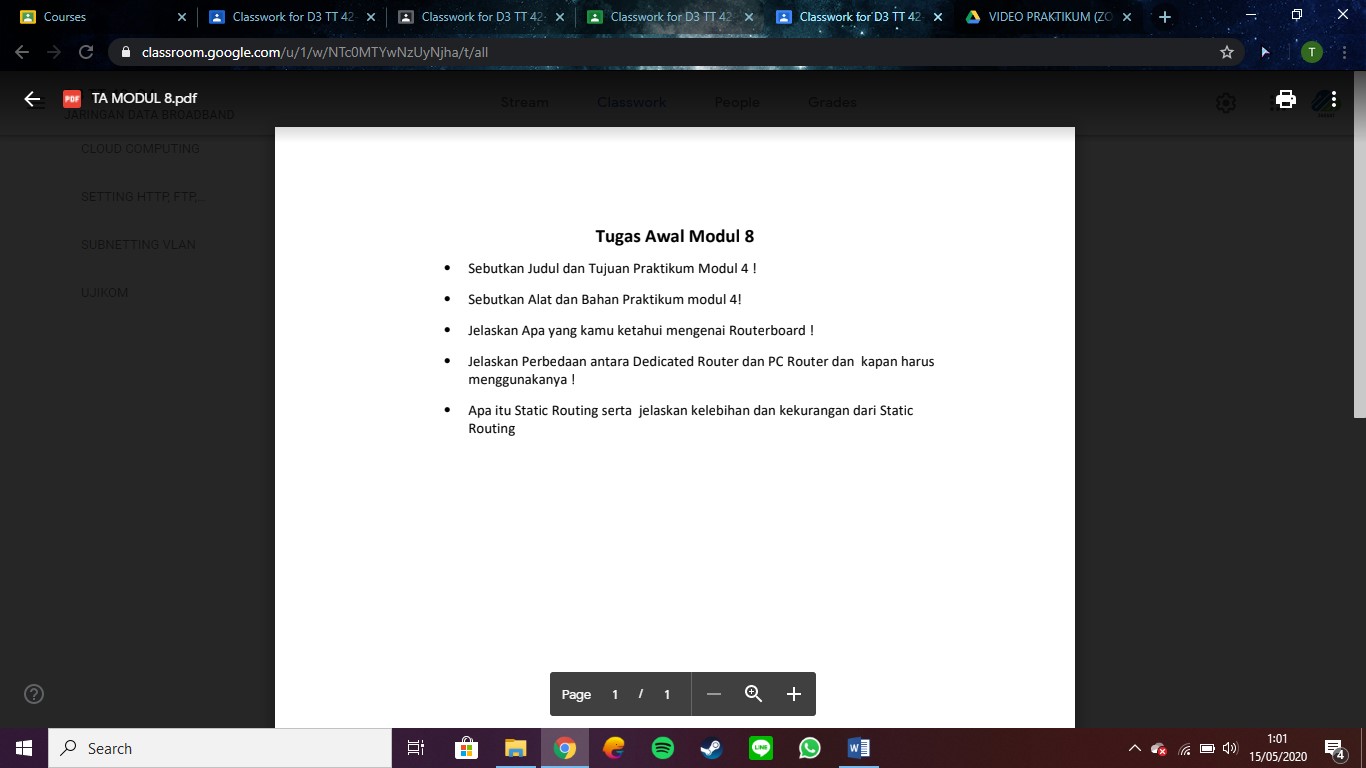 Courses
Classwork for D3 TT 42-
Classwork for D3 TT 42-
Classwork for D3 TT 42-
Classwork for D3 TT 42-
VIDEO PRAKTIKUM (ZO
classroom.google.com/u/1/w/NTc0MTYwNzUyNjha/t/all
T
PDF TA MODUL 8.pdf
Stream Classwork People Grades
JARINGAN DATA BROADBAND
CLOUD COMPUTING
SETTING HTTP, FTP,...
SUBNETTING VLAN
UJIKOM
Tugas Awal Modul 8
• Sebutkan Judul dan Tujuan Praktikum Modul 4 !
• Sebutkan Alat dan Bahan Praktikum modul 4!
• Jelaskan Apa yang kamu ketahui mengenai Routerboard !
• Jelaskan Perbedaan antara Dedicated Router dan PC Router dan kapan harus
menggunakanya !
• Apa itu Static Routing serta jelaskan kelebihan dan kekurangan dari Static
Routing
Page 1 / 1
Search
LINE
W
1:01
15/05/2020
4